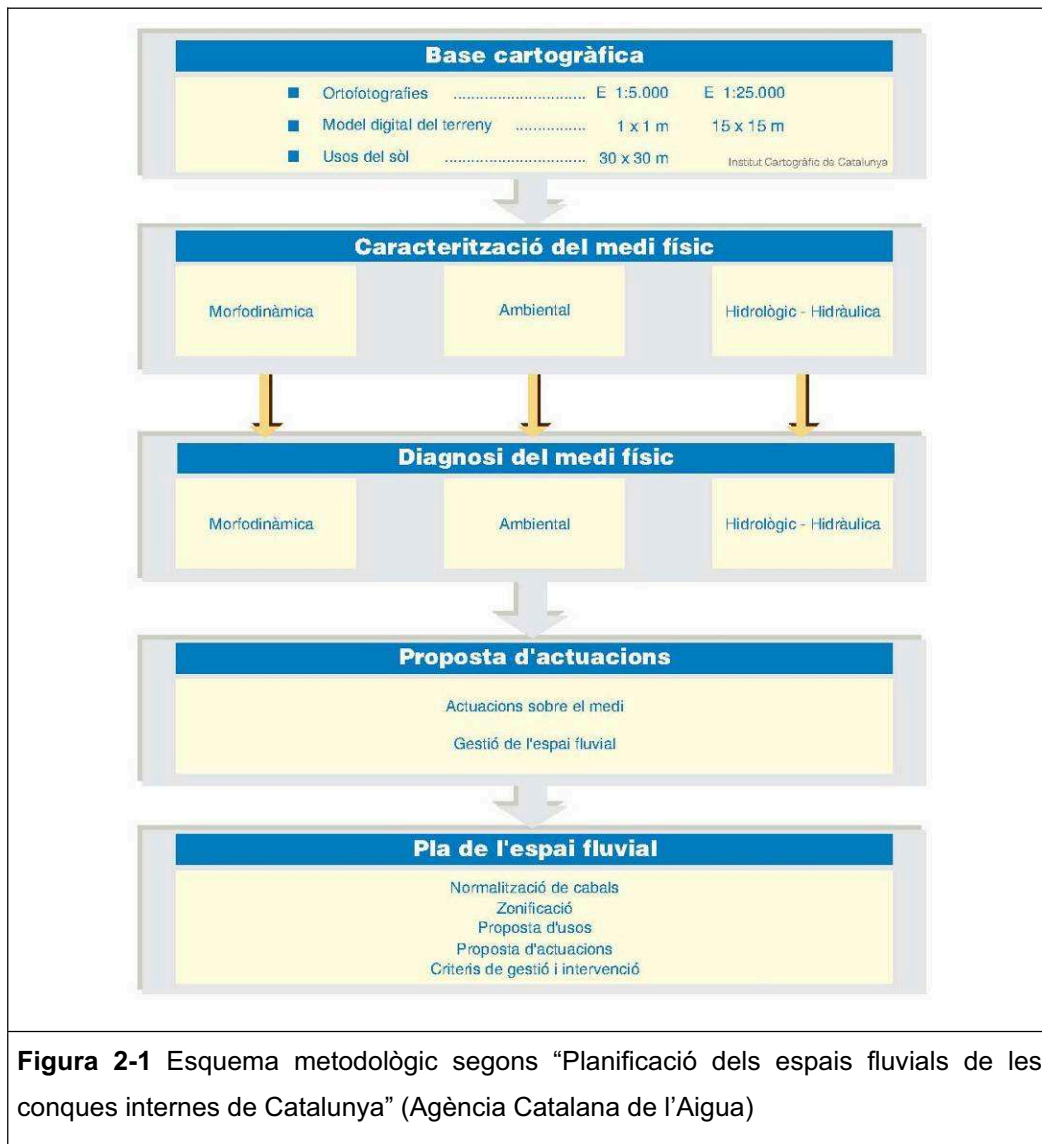 Base cartogràfica
■ Ortofotografies .............................. E 1:5.000 E 1:25.000
■ Model digital del terreny ................ 1 x 1 m 15 x 15 m
■ Usos del sòl ................................ 30 x 30 m Institut Cartogràfic de Catalunya
Caracterització del medi físic
Morfodinàmica Ambiental Hidrològic - Hidràulica
Diagnosi del medi físic
Morfodinàmica Ambiental Hidrològic - Hidràulica
Proposta d'actuacions
Actuacions sobre el medi
Gestió de l'espai fluvial
Pla de l'espai fluvial
Normalització de cabals
Zonificació
Proposta d'usos
Proposta d'actuacions
Criteris de gestió i intervenció
Figura 2-1 Esquema metodològic segons “Planificació dels espais fluvials de les
conques internes de Catalunya” (Agència Catalana de l’Aigua)